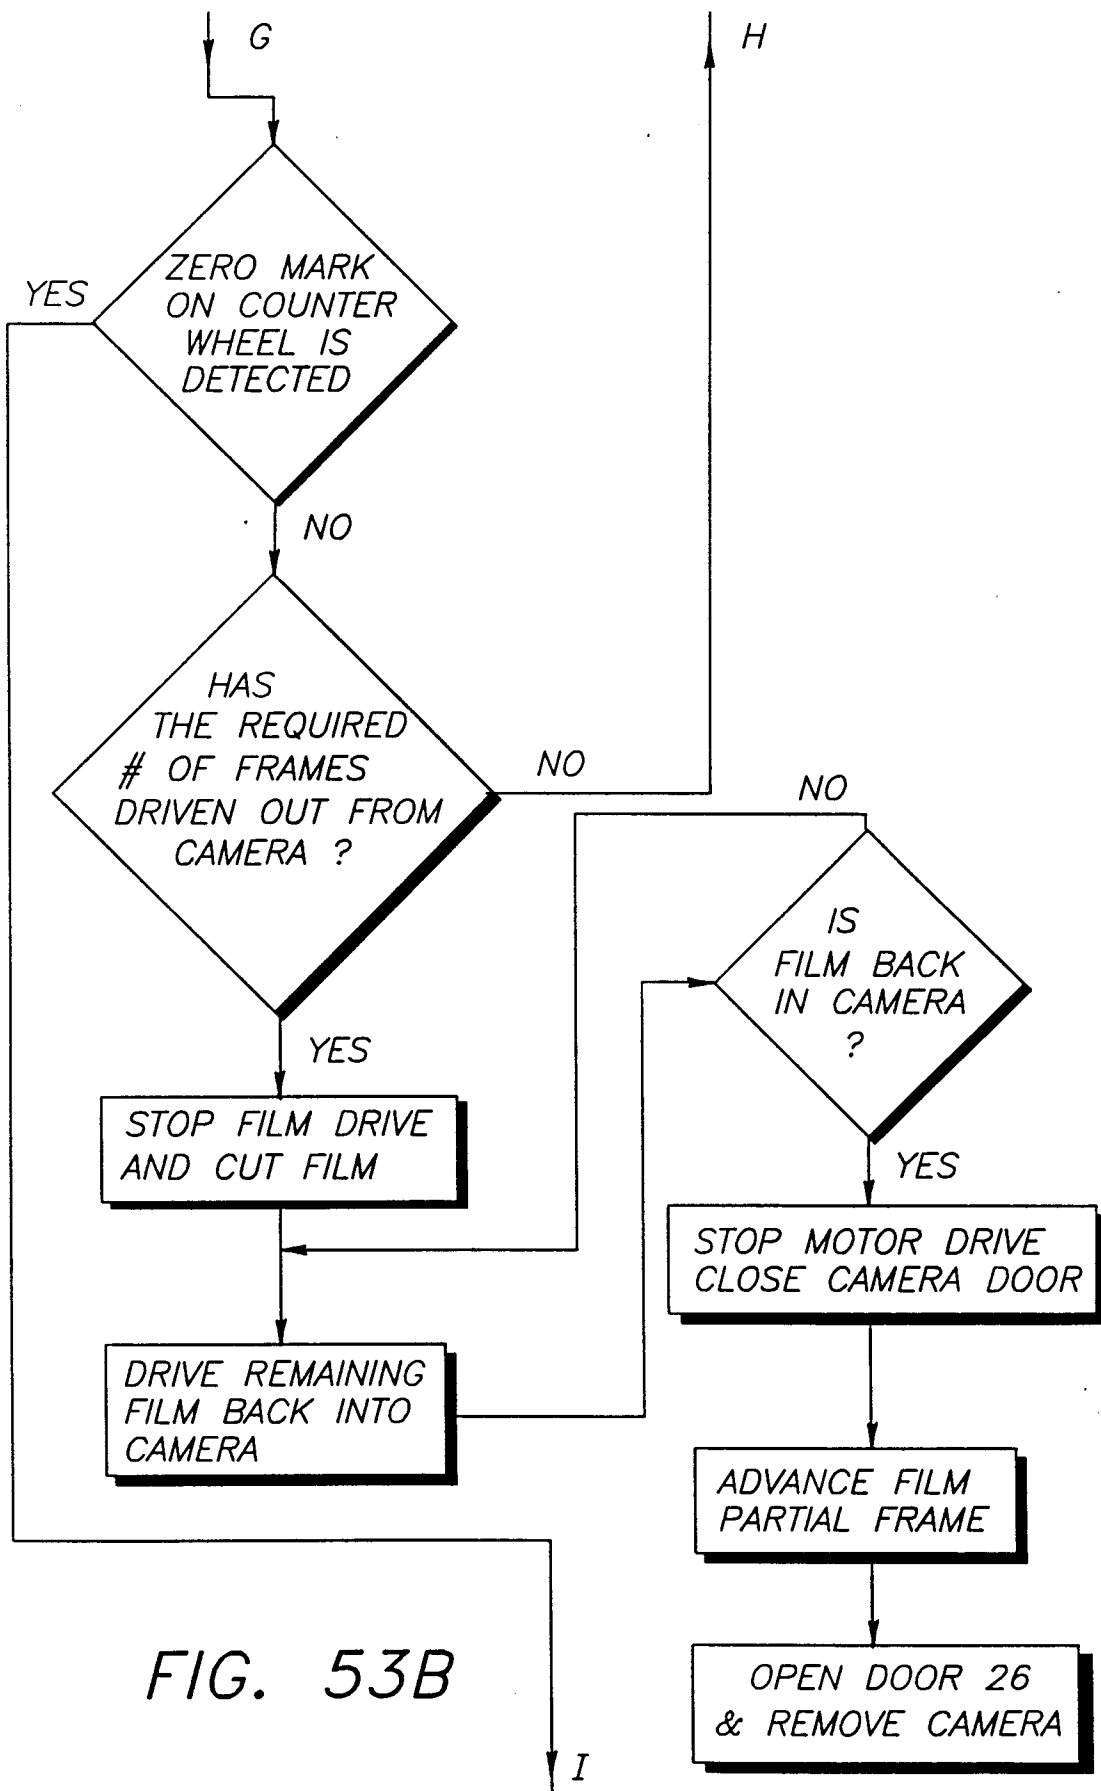 G
H
ZERO MARK
ON COUNTER
WHEEL IS
DETECTED
YES
NO
HAS
THE REQUIRED
# OF FRAMES
DRIVEN OUT FROM
CAMERA ?
NO
YES
STOP FILM DRIVE
AND CUT FILM
DRIVE REMAINING
FILM BACK INTO
CAMERA
NO
IS
FILM BACK
IN CAMERA
?
YES
STOP MOTOR DRIVE
CLOSE CAMERA DOOR
ADVANCE FILM
PARTIAL FRAME
OPEN DOOR 26
& REMOVE CAMERA
FIG. 53B
I